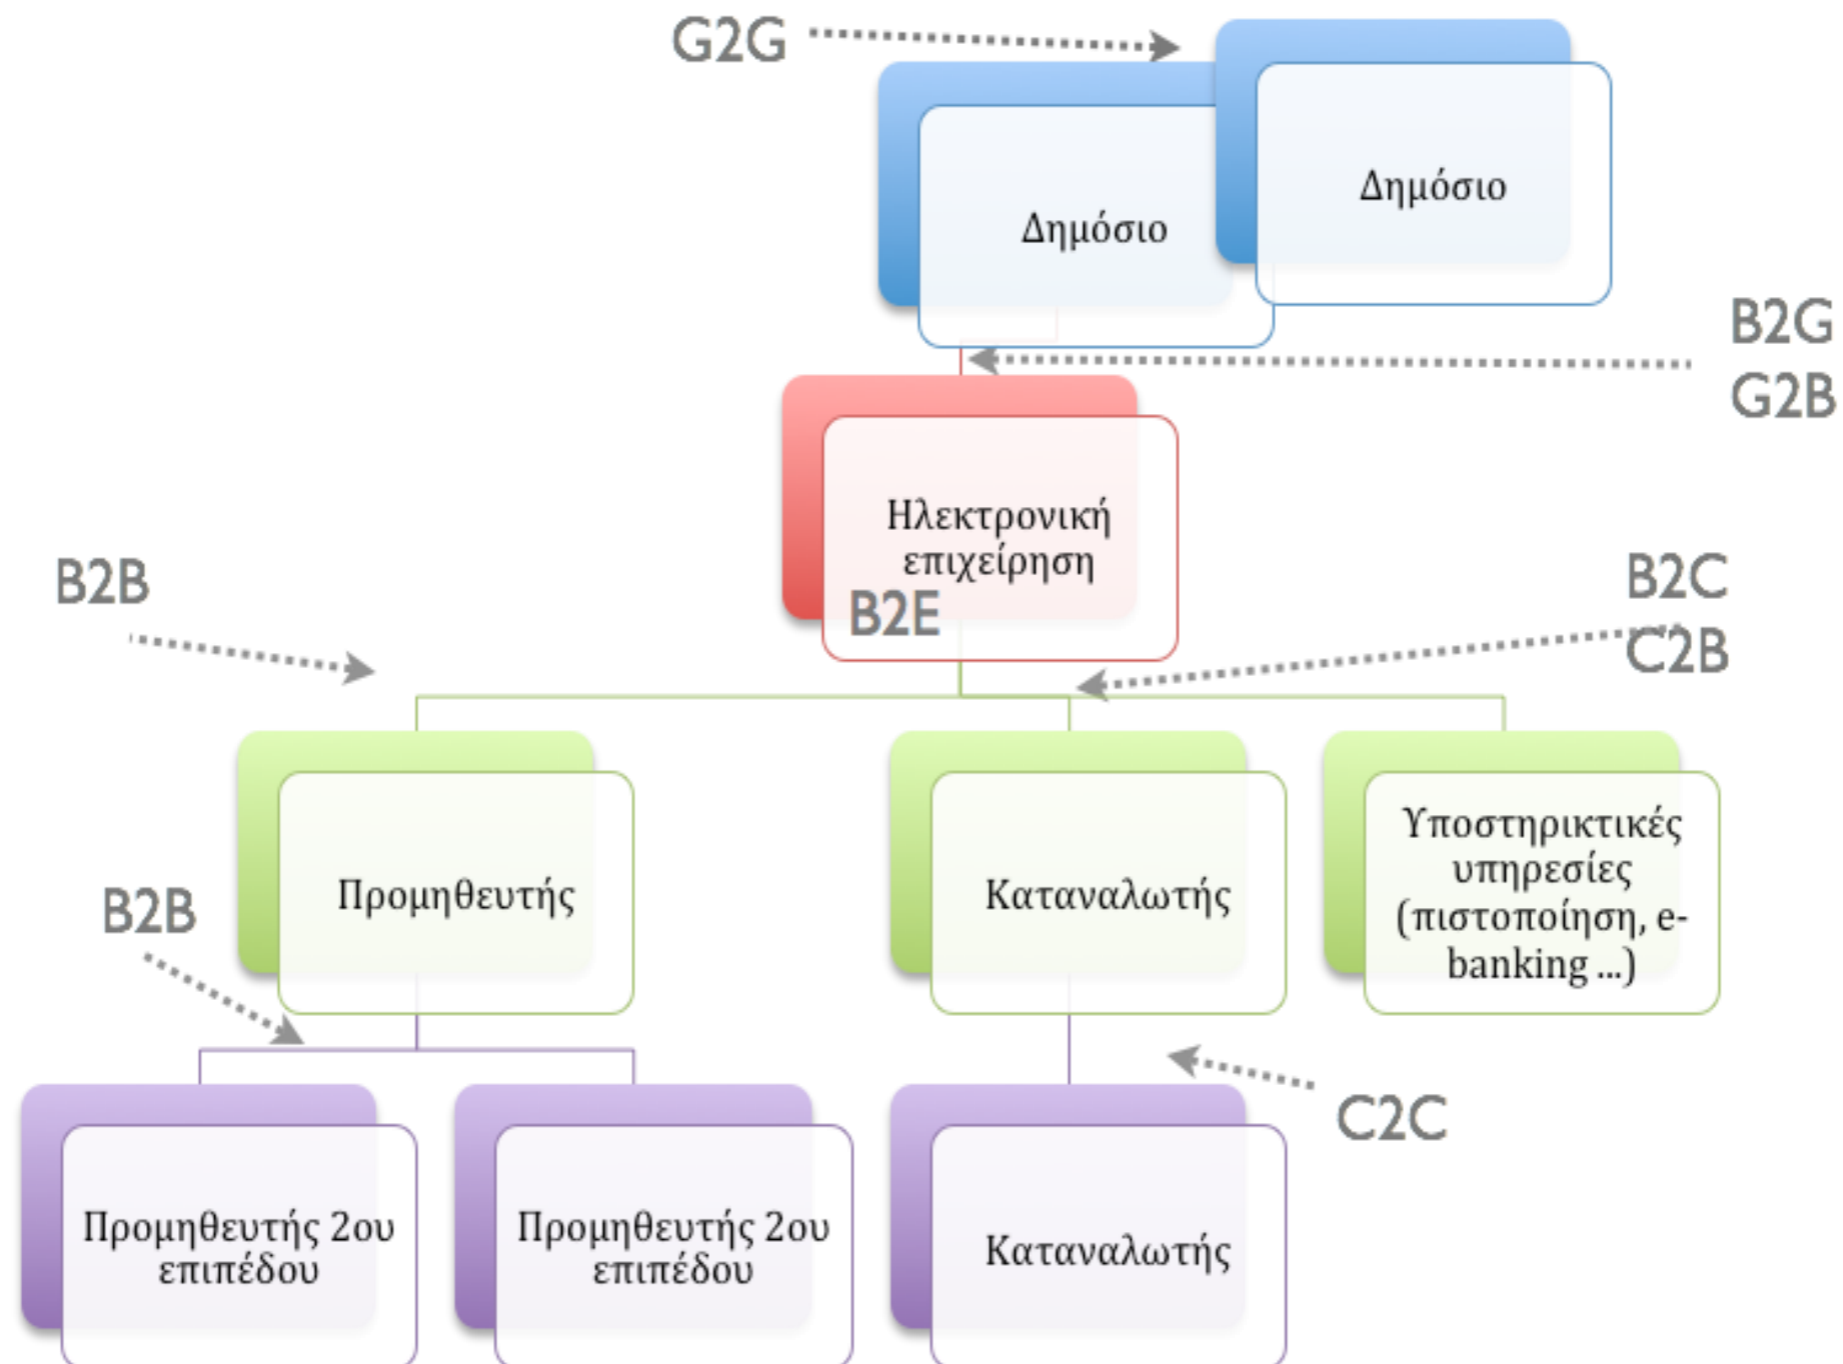 G2G
Δημόσιο
Δημόσιο
B2G
G2B
Ηλεκτρονική
επιχείρηση
B2E
B2B
B2C
C2B
Προμηθευτής
Καταναλωτής
Υποστηρικτικές
υπηρεσίες
(πιστοποίηση, e-
banking ...)
B2B
C2C
Προμηθευτής 2ου
επιπέδου
Προμηθευτής 2ου
επιπέδου
Καταναλωτής